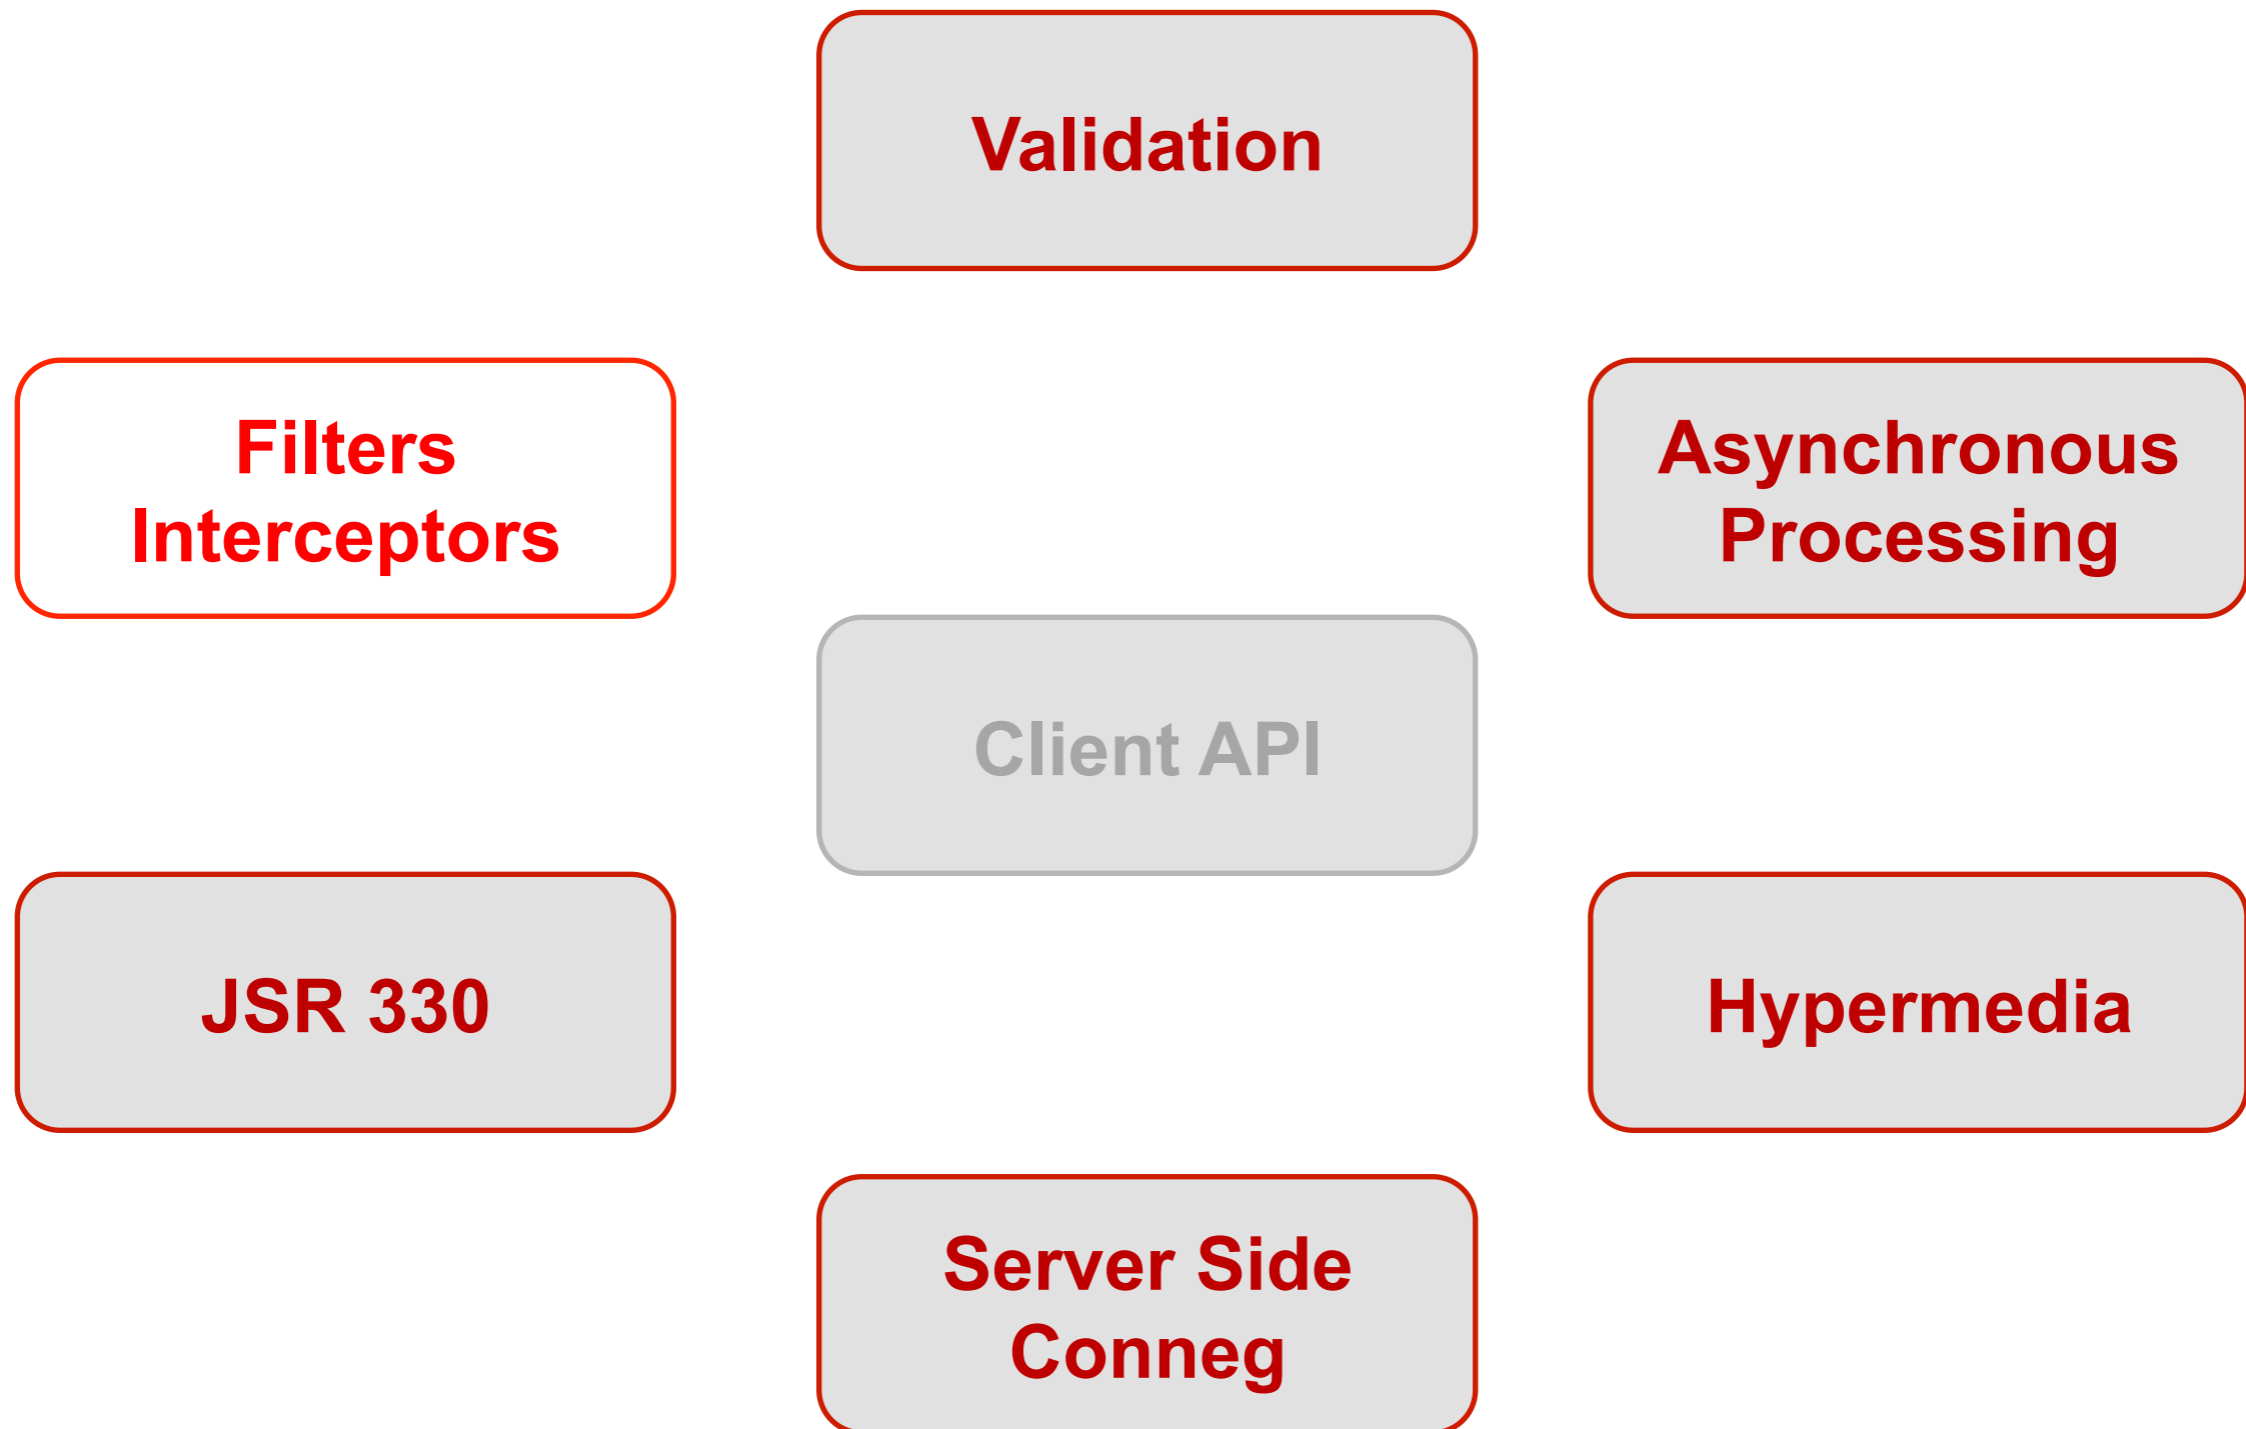 Validation
Filters
Interceptors
Asynchronous
Processing
Client API
JSR 330
Hypermedia
Server Side
Conneg